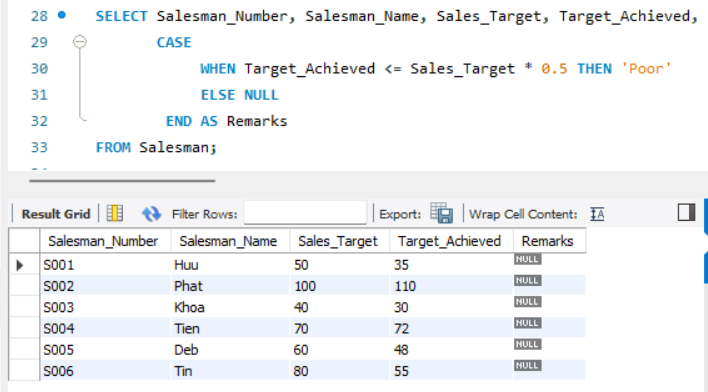 28 SELECT Salesman_Number, Salesman_Name, Sales_Target, Target_Achieved,
29 CASE
30 WHEN Target_Achieved <= Sales_Target * 0.5 THEN 'Poor'
31 ELSE NULL
32 END AS Remarks
33 FROM Salesman;
Result Grid Filter Rows: Export: Wrap Cell Content: IA
Salesman_Number Salesman_Name Sales_Target Target_Achieved Remarks
S001 Huu 50 35 NULL
S002 Phat 100 110 NULL
S003 Khoa 40 30 NULL
S004 Tien 70 72 NULL
S005 Deb 60 48 NULL
S006 Tin 80 55 NULL